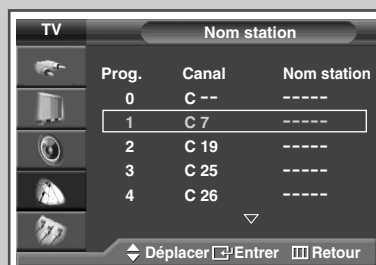 TV
Nom station
Prog. Canal Nom station
0 C -- -----
1 C 7 -----
2 C 19 -----
3 C 25 -----
4 C 26 -----
Déplacer Entrer Retour